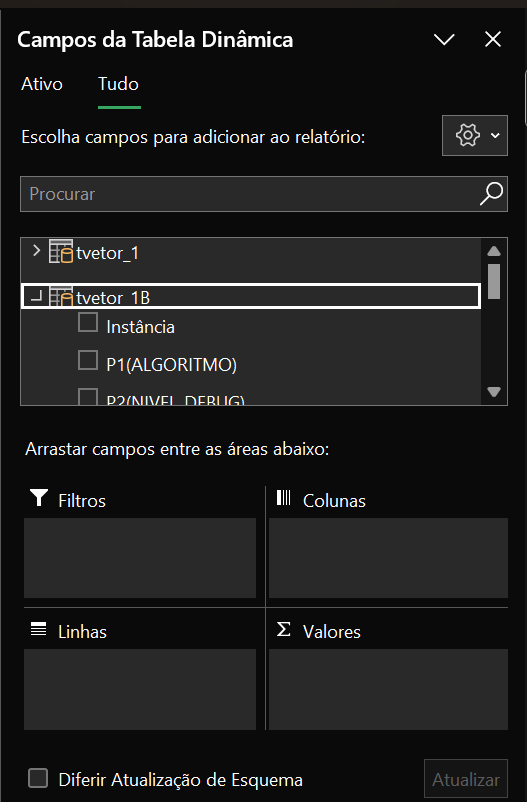 Campos da Tabela Dinâmica
Ativo Tudo
Escolha campos para adicionar ao relatório:
Procurar
tvetor_1
tvetor_1B
Instância
P1(ALGORITMO)
P2(NIVEL_DEBUG)
Arrastar campos entre as áreas abaixo:
Filtros
Colunas
Linhas
Σ Valores
Diferir Atualização de Esquema
Atualizar